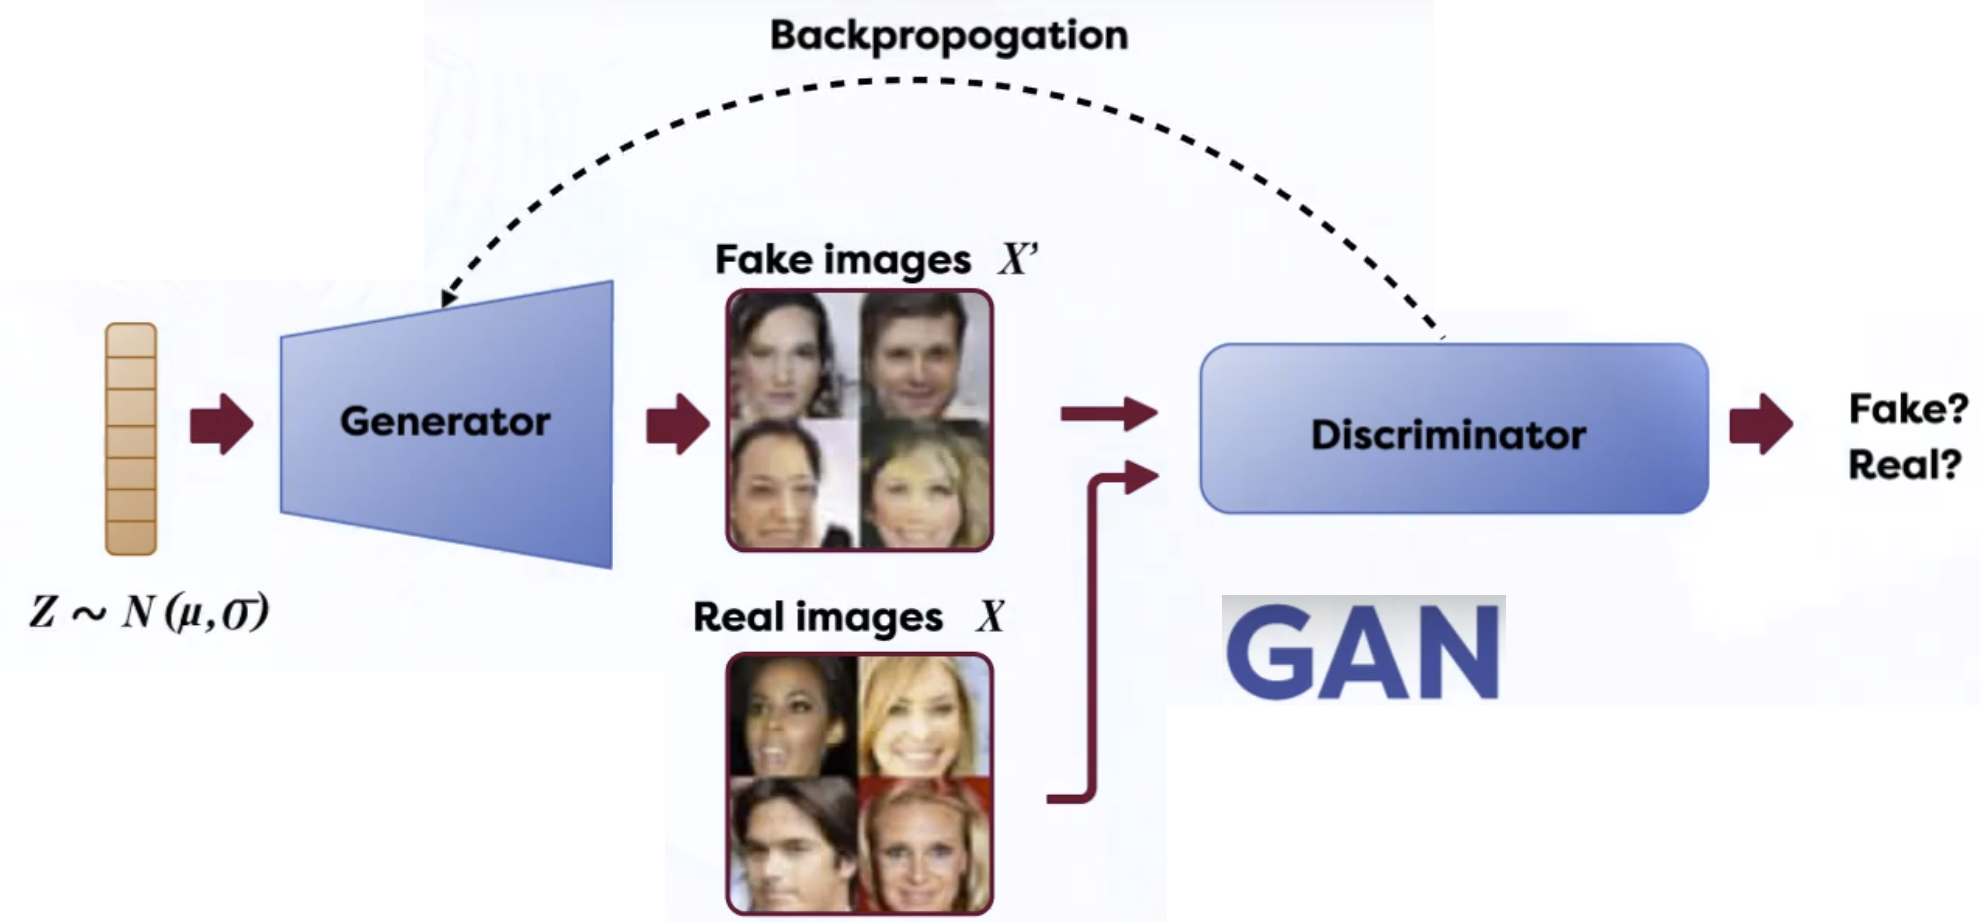 Backpropogation
Fake images X’
Generator
Discriminator
Fake?
Real?
Z ~ N (μ, σ)
Real images X
GAN